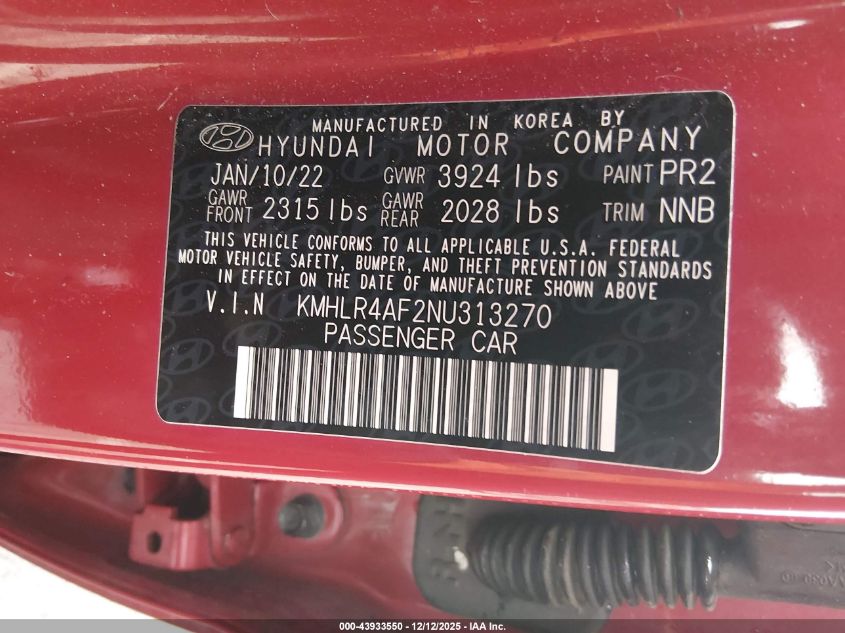 MANUFACTURED IN KOREA BY
HYUNDAI MOTOR COMPANY
JAN/10/22 GVWR 3924 lbs PAINT PR2
GAWR FRONT 2315 lbs GAWR REAR 2028 lbs TRIM NNB
THIS VEHICLE CONFORMS TO ALL APPLICABLE U.S.A. FEDERAL
MOTOR VEHICLE SAFETY, BUMPER, AND THEFT PREVENTION STANDARDS
IN EFFECT ON THE DATE OF MANUFACTURE SHOWN ABOVE
V.I.N KMHLR4AF2NU313270
PASSENGER CAR
000-43933550 - 12/12/2025 - IAA Inc.